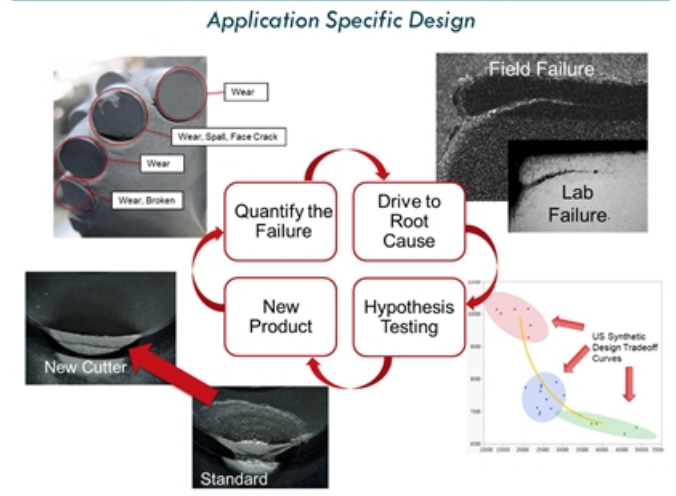 Application Specific Design
Wear
Wear, Spall, Face Crack
Wear
Wear, Broken
Field Failure
Lab
Failure
Quantify the
Failure
Drive to
Root
Cause
New
Product
Hypothesis
Testing
New Cutter
Standard
US Synthetic
Design Tradeoff
Curves